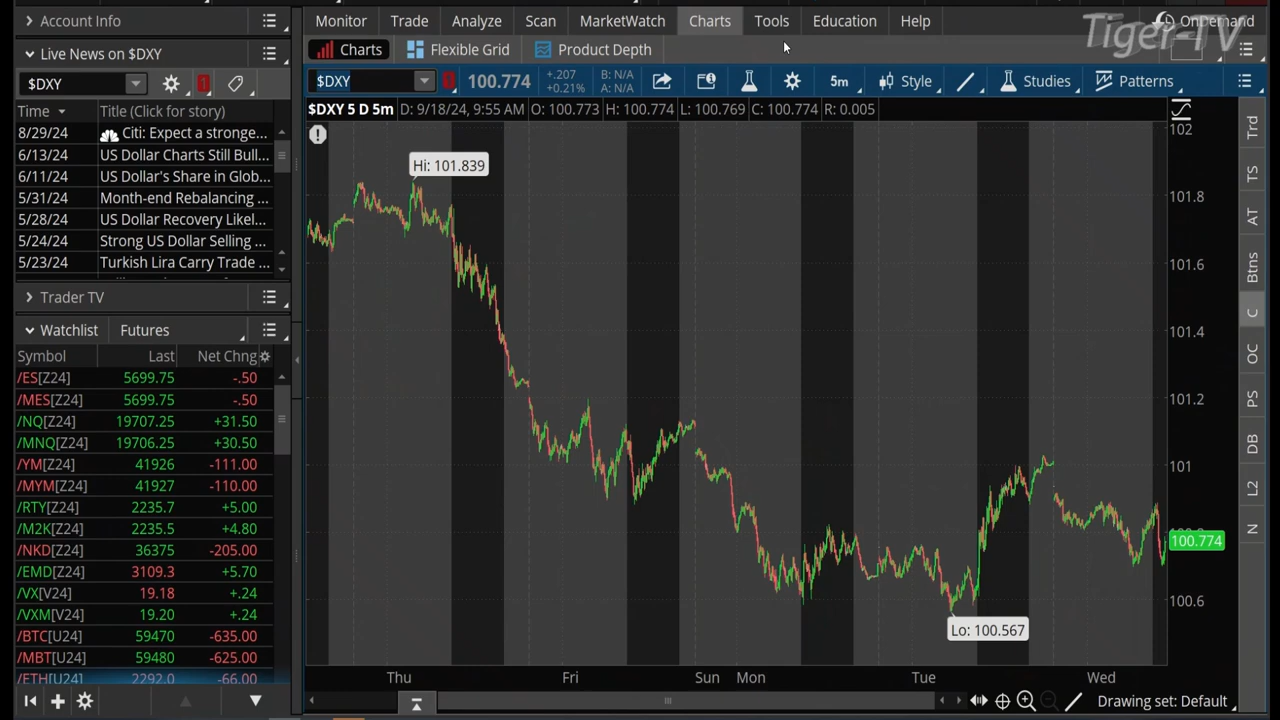 Account Info
Monitor Trade Analyze Scan MarketWatch Charts Tools Education Help
OnDemand
Tiger-TV
Live News on $DXY
Charts Flexible Grid Product Depth
$DXY
1
$DXY 1 100.774 +.207 +0.21% B: N/A A: N/A 5m Style Studies Patterns
Time Title (Click for story)
$DXY 5 D 5m D: 9/18/24, 9:55 AM O: 100.773 H: 100.774 L: 100.769 C: 100.774 R: 0.005
8/29/24 Citi: Expect a stronge...
6/13/24 US Dollar Charts Still Bull...
6/11/24 US Dollar's Share in Glob...
5/31/24 Month-end Rebalancing ...
5/28/24 US Dollar Recovery Likel...
5/24/24 Strong US Dollar Selling ...
5/23/24 Turkish Lira Carry Trade ...
Trader TV
Watchlist Futures
Symbol Last Net Chng
/ES[Z24] 5699.75 -.50
/MES[Z24] 5699.75 -.50
/NQ[Z24] 19707.25 +31.50
/MNQ[Z24] 19706.25 +30.50
/YM[Z24] 41926 -111.00
/MYM[Z24] 41927 -110.00
/RTY[Z24] 2235.7 +5.00
/M2K[Z24] 2235.5 +4.80
/NKD[Z24] 36375 -205.00
/EMD[Z24] 3109.3 +5.70
/VX[V24] 19.18 +.24
/VXM[V24] 19.20 +.24
/BTC[U24] 59470 -635.00
/MBT[U24] 59480 -625.00
/ETH[U24] 2292.0 -66.00
Hi: 101.839
Lo: 100.567
102
101.8
101.6
101.4
101.2
101
100.774
100.6
Thu Fri Sun Mon Tue Wed
Drawing set: Default
Trd
TS
AT
Btns
C
OC
PS
DB
L2
N